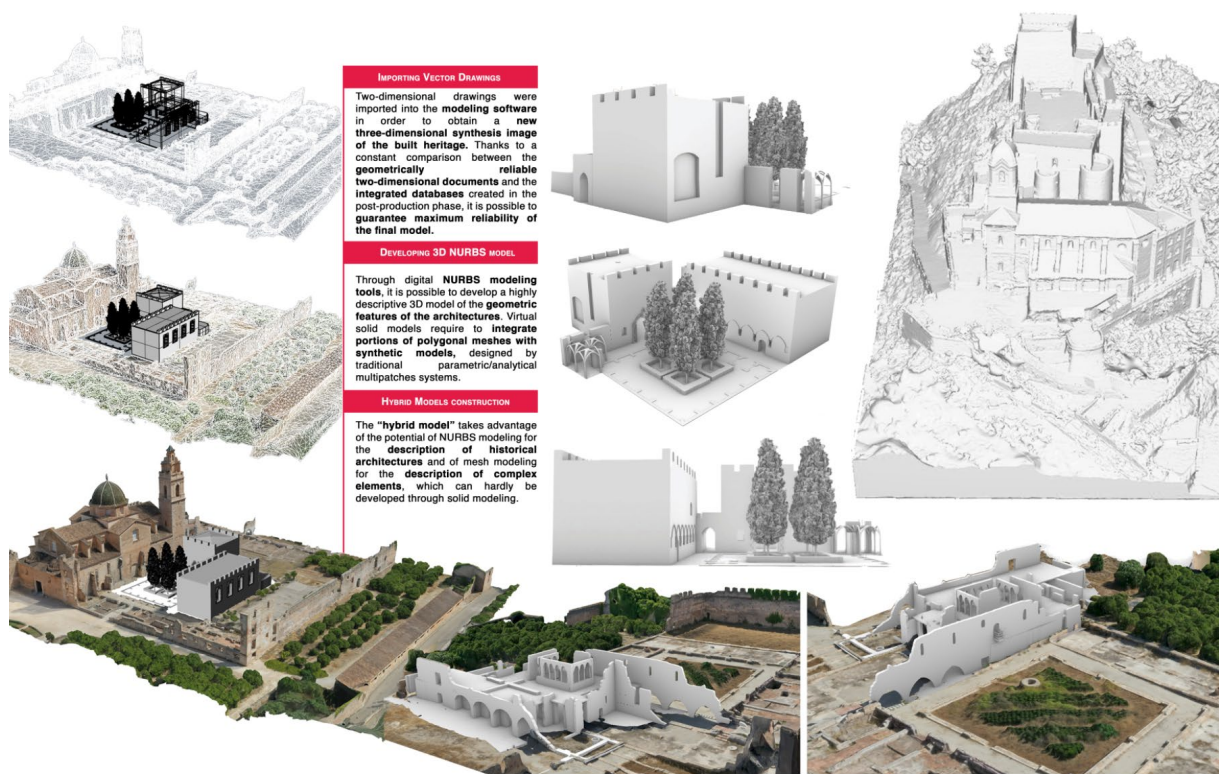 IMPORTING VECTOR DRAWINGS
Two-dimensional drawings were
imported into the modeling software
in order to obtain a new
three-dimensional synthesis image
of the built heritage. Thanks to a
constant comparison between the
geometrically reliable
two-dimensional documents and the
integrated databases created in the
post-production phase, it is possible to
guarantee maximum reliability of
the final model.
DEVELOPING 3D NURBS MODEL
Through digital NURBS modeling
tools, it is possible to develop a highly
descriptive 3D model of the geometric
features of the architectures. Virtual
solid models require to integrate
portions of polygonal meshes with
synthetic models, designed by
traditional parametric/analytical
multipatches systems.
HYBRID MODELS CONSTRUCTION
The “hybrid model” takes advantage
of the potential of NURBS modeling for
the description of historical
architectures and of mesh modeling
for the description of complex
elements, which can hardly be
developed through solid modeling.